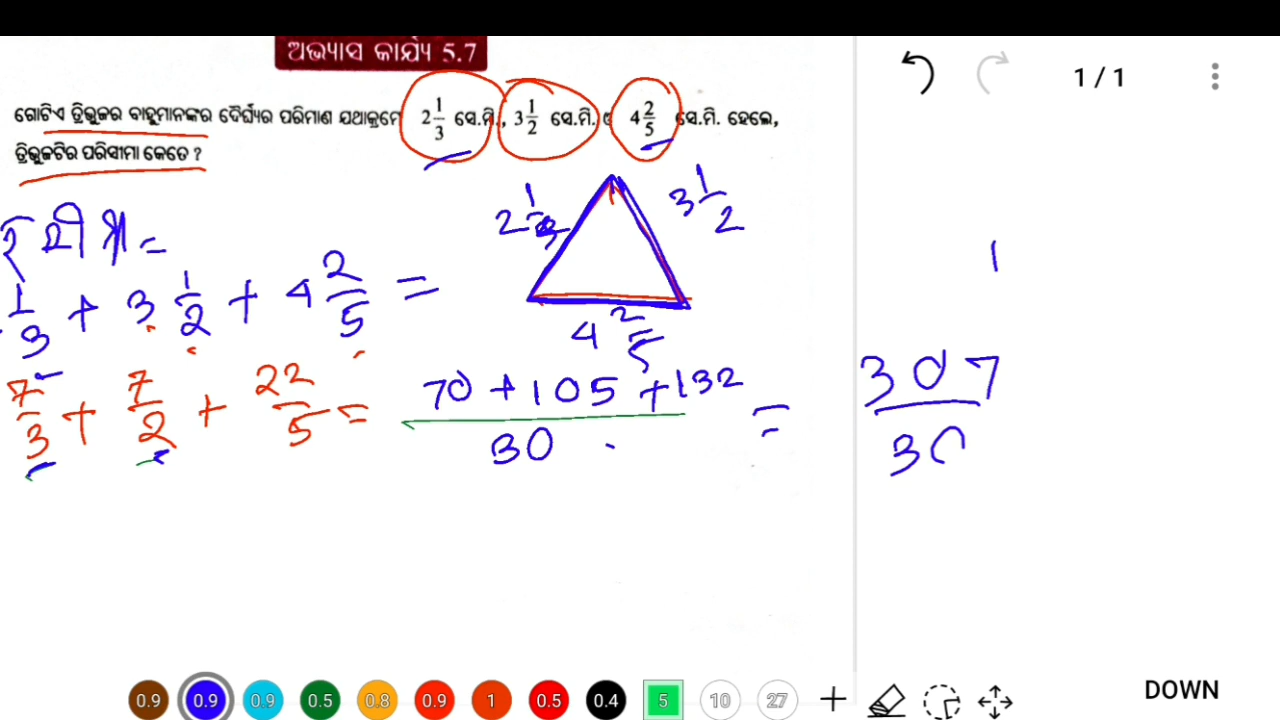 ଅଭ୍ୟାସ କାର୍ଯ୍ୟ 5.7
1 / 1
ଗୋଟିଏ ତ୍ରିଭୁଜର ବାହୁମାନଙ୍କର ଦୈର୍ଘ୍ୟର ପରିମାଣ ଯଥାକ୍ରମେ 2 1/3 ସେ.ମି., 3 1/2 ସେ.ମି. ଓ 4 2/5 ସେ.ମି. ହେଲେ,
ତ୍ରିଭୁଜଟିର ପରିସୀମା କେତେ ?
2 1/3
3 1/2
4 2/5
1/3 + 3 1/2 + 4 2/5 =
7/3 + 7/2 + 22/5 = 70 + 105 + 132 / 30 = 307 / 30
1
0.9 0.9 0.9 0.5 0.8 0.9 1 0.5 0.4 5 10 27 +
DOWN